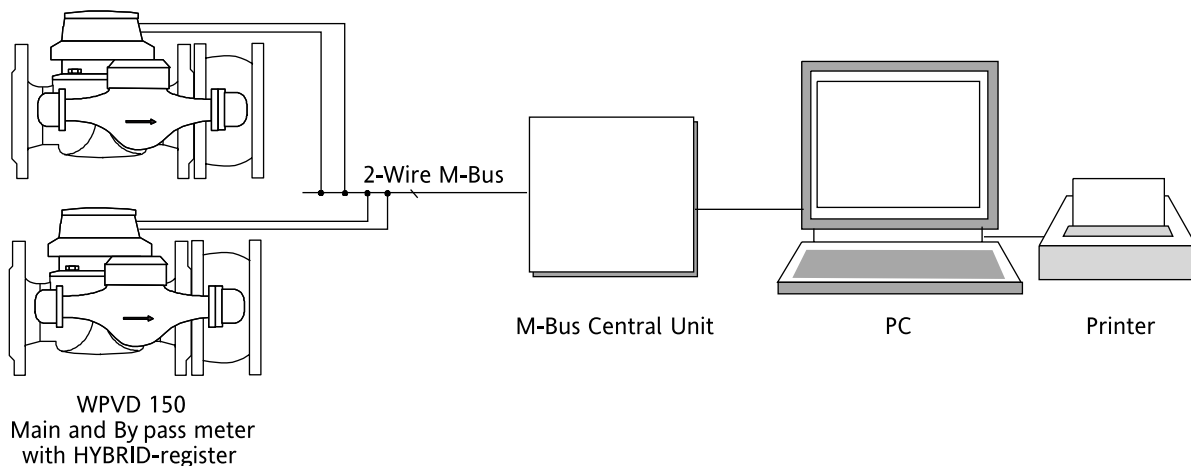 2-Wire M-Bus
M-Bus Central Unit
PC
Printer
WPVD 150
Main and By pass meter
with HYBRID-register